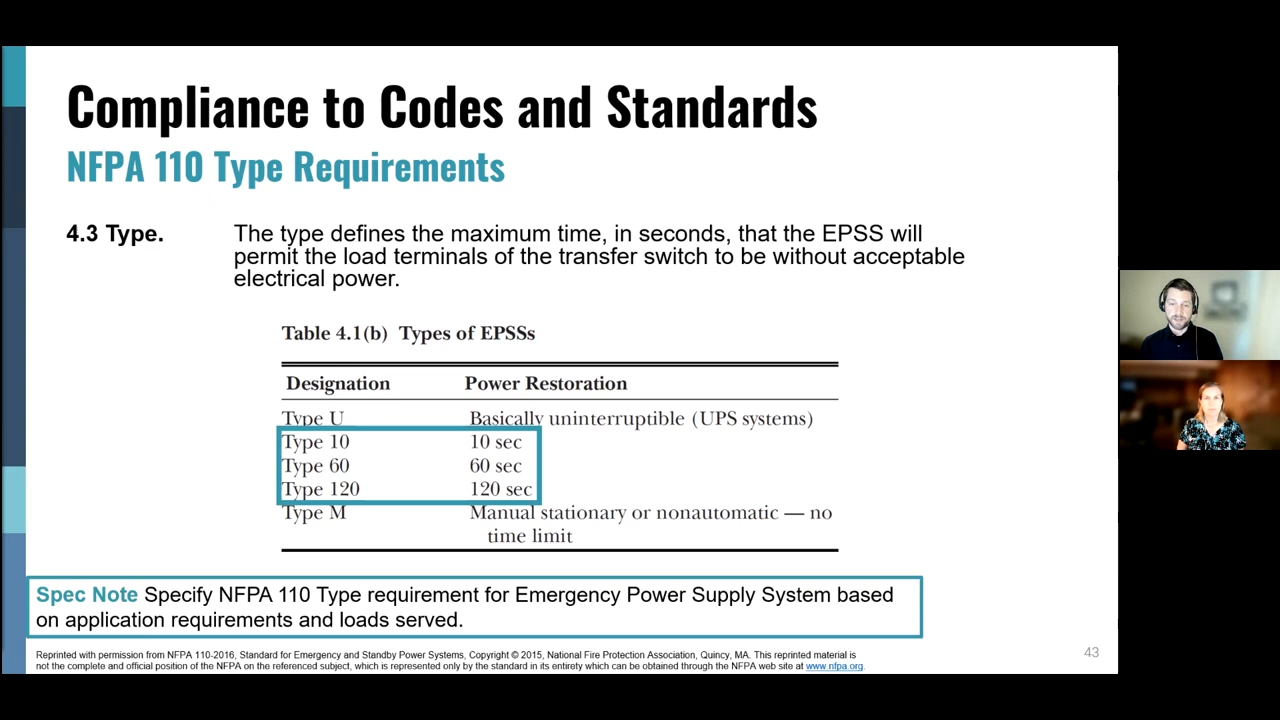 Compliance to Codes and Standards
NFPA 110 Type Requirements
4.3 Type.
The type defines the maximum time, in seconds, that the EPSS will
permit the load terminals of the transfer switch to be without acceptable
electrical power.
Table 4.1(b) Types of EPSSs
Designation Power Restoration
Type U Basically uninterruptible (UPS systems)
Type 10 10 sec
Type 60 60 sec
Type 120 120 sec
Type M Manual stationary or nonautomatic — no
time limit
Spec Note Specify NFPA 110 Type requirement for Emergency Power Supply System based
on application requirements and loads served.
Reprinted with permission from NFPA 110-2016, Standard for Emergency and Standby Power Systems, Copyright © 2015, National Fire Protection Association, Quincy, MA. This reprinted material is
not the complete and official position of the NFPA on the referenced subject, which is represented only by the standard in its entirety which can be obtained through the NFPA web site at www.nfpa.org.
43